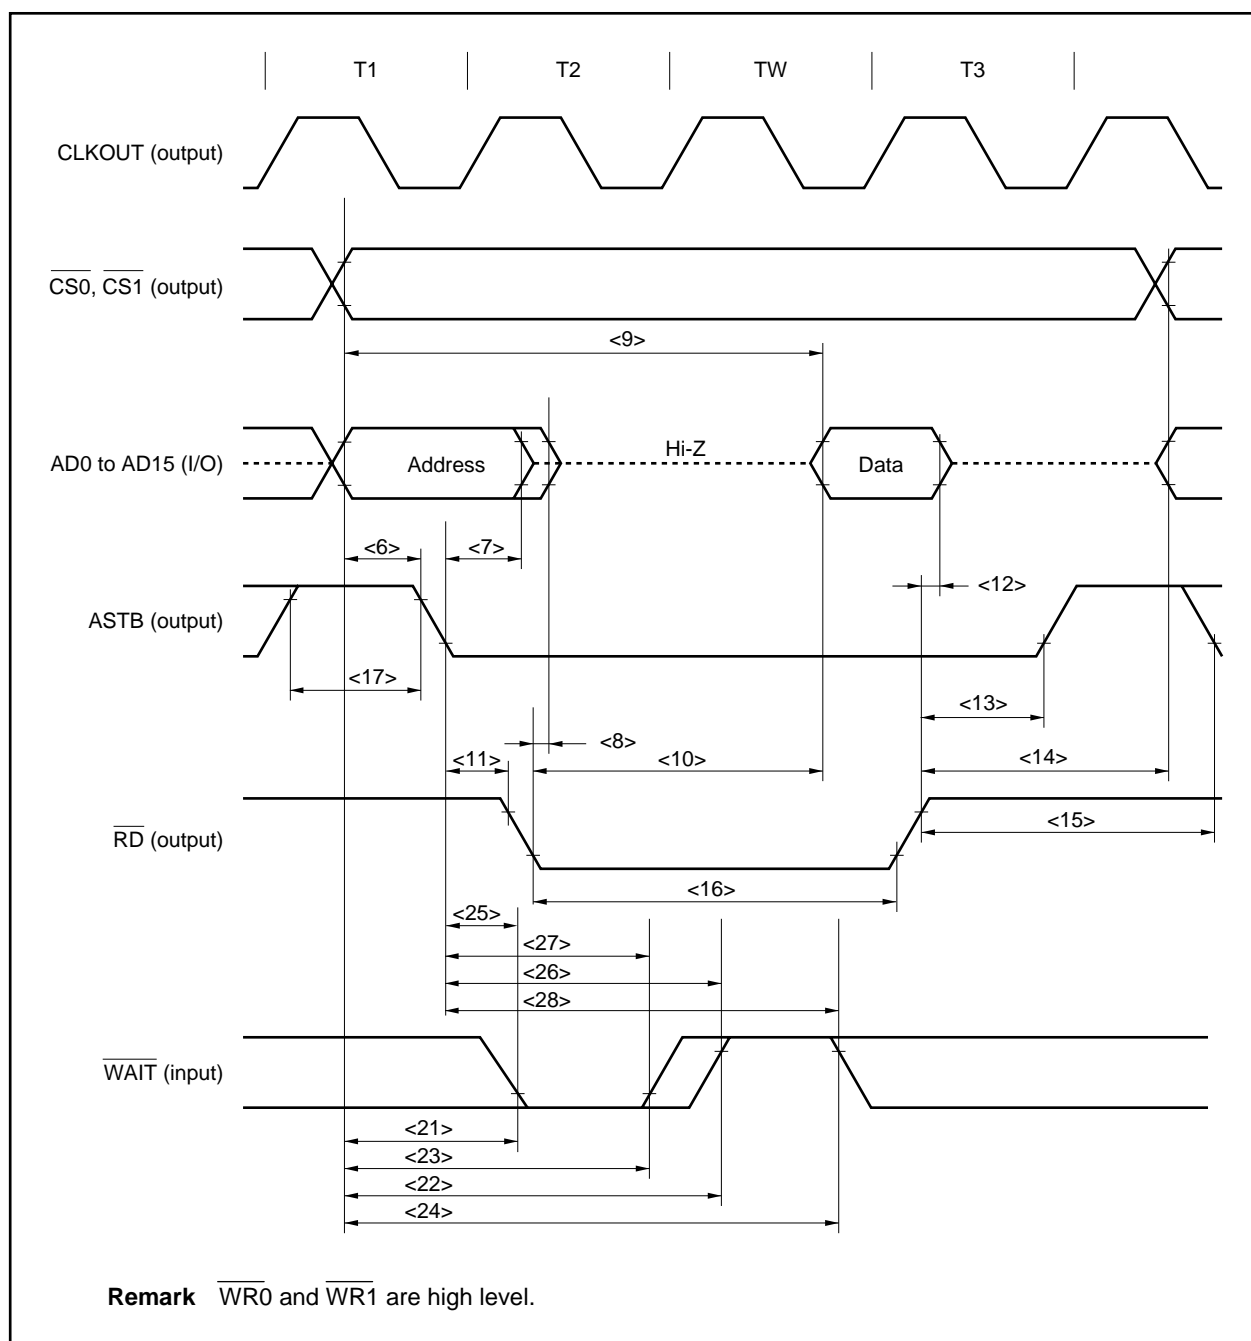 T1 T2 TW T3
CLKOUT (output)
CS0, CS1 (output)
<9>
AD0 to AD15 (I/O)
Address
Hi-Z
Data
<6> <7>
<12>
ASTB (output)
<17>
<13>
<8>
<11> <10> <14>
<15>
RD (output)
<16>
<25>
<27>
<26>
<28>
WAIT (input)
<21>
<23>
<22>
<24>
Remark WR0 and WR1 are high level.